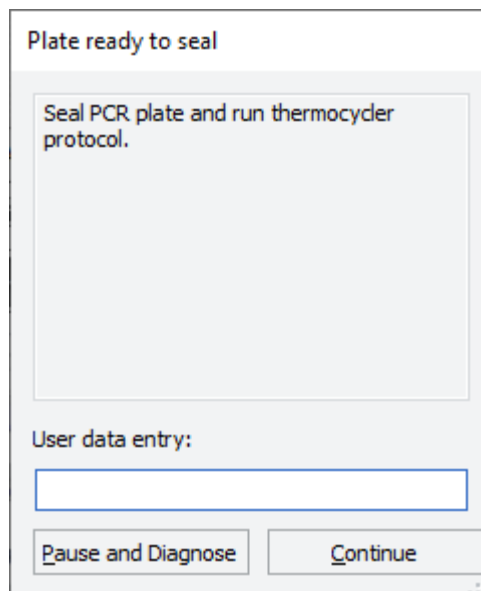 Plate ready to seal
Seal PCR plate and run thermocycler
protocol.
User data entry:
Pause and Diagnose
Continue